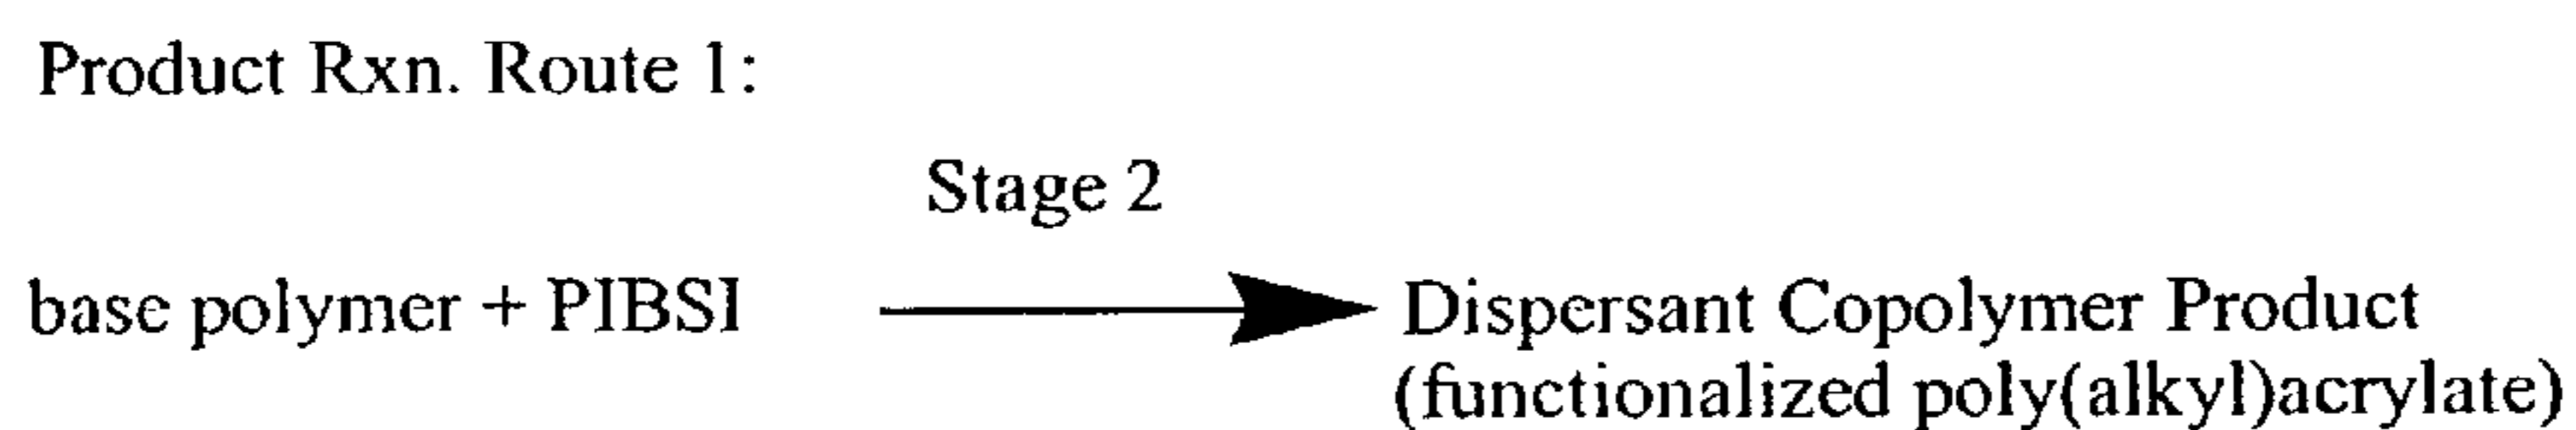 Product Rxn. Route 1:
Stage 2
base polymer + PIBSI
Dispersant Copolymer Product
(functionalized poly(alkyl)acrylate)